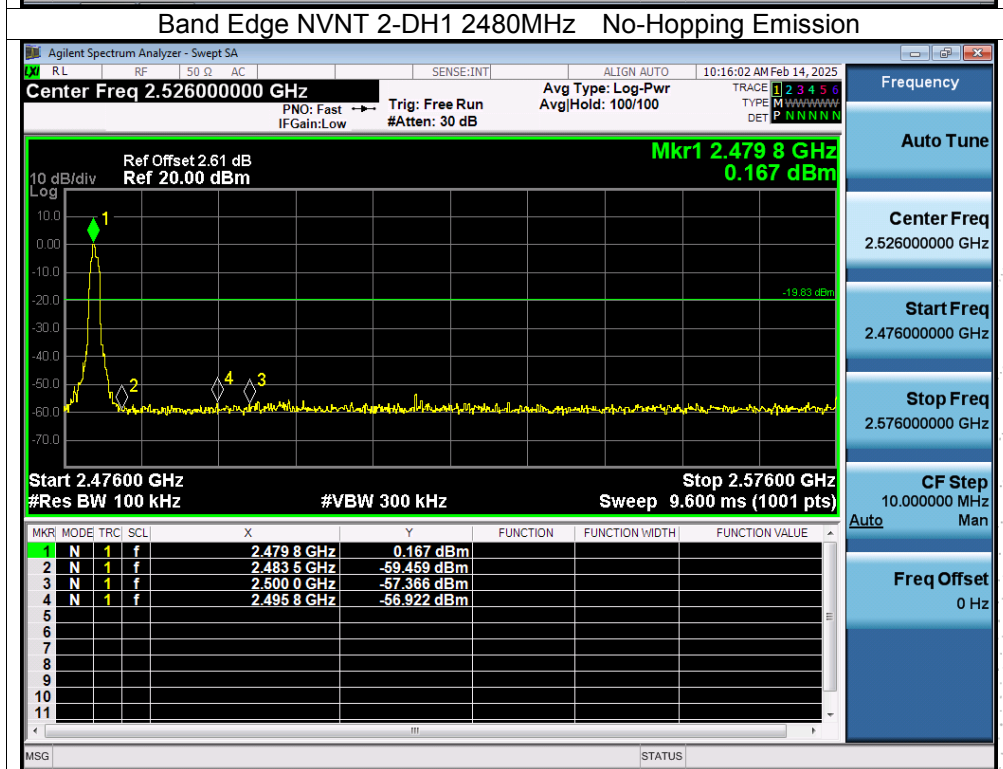 Band Edge NVNT 2-DH1 2480MHz No-Hopping Emission
Agilent Spectrum Analyzer - Swept SA
LXI RL RF 50 Ω AC SENSE:INT ALIGN AUTO 10:16:02 AM Feb 14, 2025
Center Freq 2.526000000 GHz
PNO: Fast
IFGain:Low
Trig: Free Run
#Atten: 30 dB
Avg Type: Log-Pwr
Avg|Hold: 100/100
TRACE 1 2 3 4 5 6
TYPE M WWWWW
DET P N N N N N
Frequency
Auto Tune
Center Freq
2.526000000 GHz
Start Freq
2.476000000 GHz
Stop Freq
2.576000000 GHz
CF Step
10.000000 MHz
Auto Man
Freq Offset
0 Hz
Mkr1 2.479 8 GHz
0.167 dBm
Ref Offset 2.61 dB
10 dB/div Ref 20.00 dBm
Log
10.0
0.00
-10.0
-20.0
-30.0
-40.0
-50.0
-60.0
-70.0
1
2
4
3
-19.83 dBm
Start 2.47600 GHz Stop 2.57600 GHz
#Res BW 100 kHz #VBW 300 kHz Sweep 9.600 ms (1001 pts)
MKR MODE TRC SCL X Y FUNCTION FUNCTION WIDTH FUNCTION VALUE
1 N 1 f 2.479 8 GHz 0.167 dBm
2 N 1 f 2.483 5 GHz -59.459 dBm
3 N 1 f 2.500 0 GHz -57.366 dBm
4 N 1 f 2.495 8 GHz -56.922 dBm
5
6
7
8
9
10
11
MSG STATUS